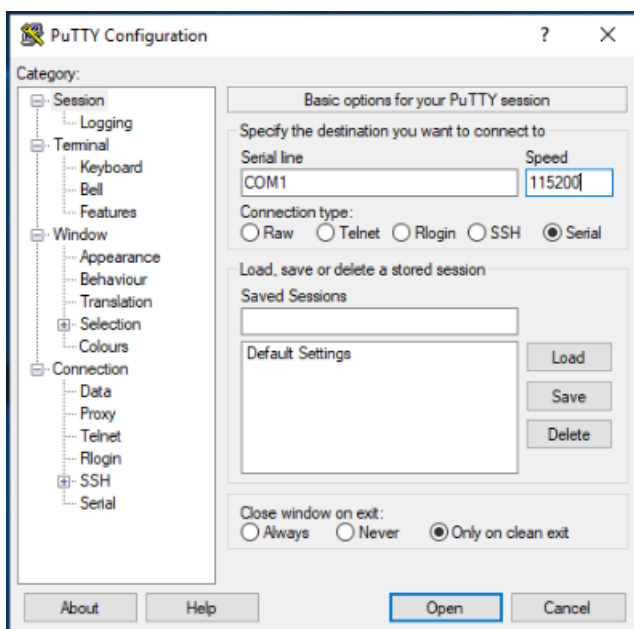 PuTTY Configuration
?
Category:
Session
Logging
Terminal
Keyboard
Bell
Features
Window
Appearance
Behaviour
Translation
Selection
Colours
Connection
Data
Proxy
Telnet
Rlogin
SSH
Serial
Basic options for your PuTTY session
Specify the destination you want to connect to
Serial line Speed
COM1 115200
Connection type:
Raw Telnet Rlogin SSH Serial
Load, save or delete a stored session
Saved Sessions
Default Settings
Load
Save
Delete
Close window on exit:
Always Never Only on clean exit
About Help Open Cancel